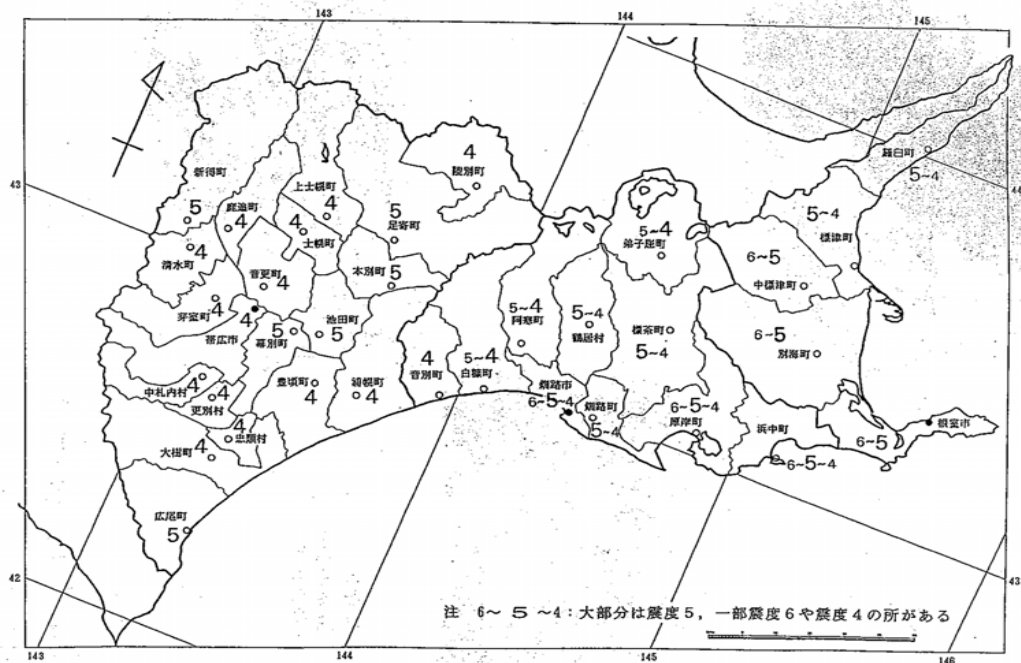 143
144
145
羅臼町
5~4
44
4
陸別町
43
新得町
5
鹿追町
4
上士幌町
4
4
士幌町
5
足寄町
5~4
標津町
5~4
弟子屈町
6~5
中標津町
4
清水町
音更町
4
本別町
5
5~4
阿寒町
5~4
鶴居村
標茶町
5~4
6~5
別海町
芽室町
4
4
帯広市
5
幕別町
池田町
5
4
音別町
5~4
白糠町
釧路市
6~5~4
釧路町
5~4
6~5~4
厚岸町
浜中町
6~5~4
6~5
根室市
中札内村
4
4
更別村
豊頃町
4
浦幌町
4
4
忠類村
大樹町
4
広尾町
5
42
43
注 6~ 5 ~4:大部分は震度5,一部震度6や震度4の所がある
143
144
145
146